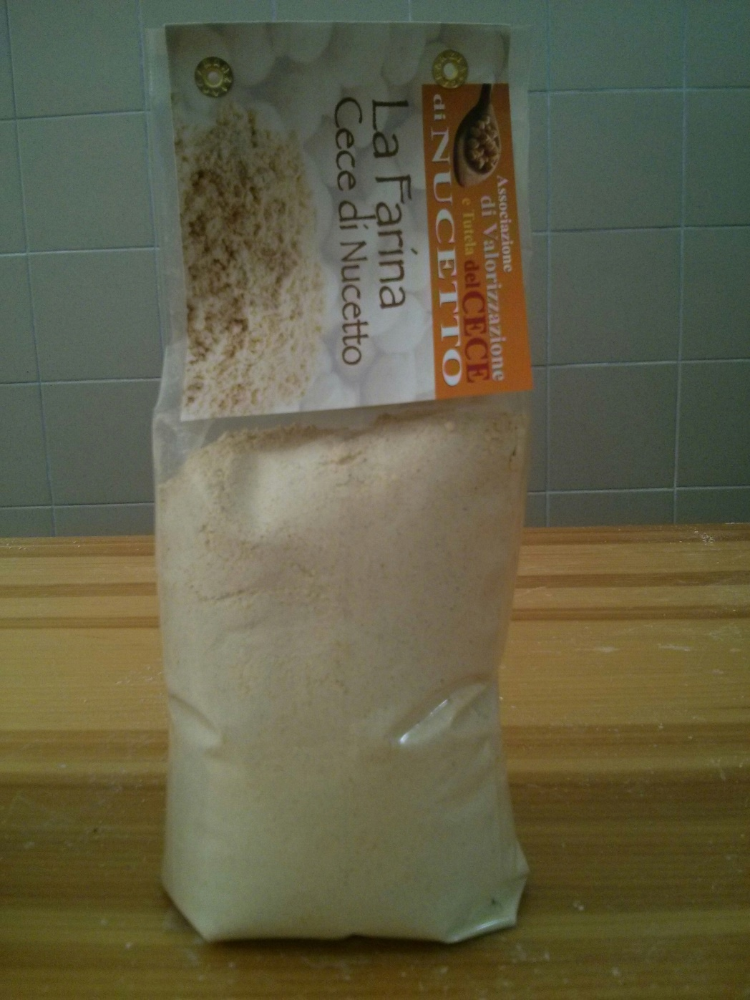 Associazione
di Valorizzazione
e Tutela del CECE
di NUCETTO
La Farina
Cece di Nucetto